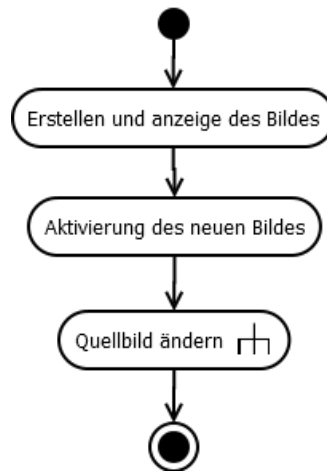 Erstellen und anzeige des Bildes
Aktivierung des neuen Bildes
Quellbild ändern